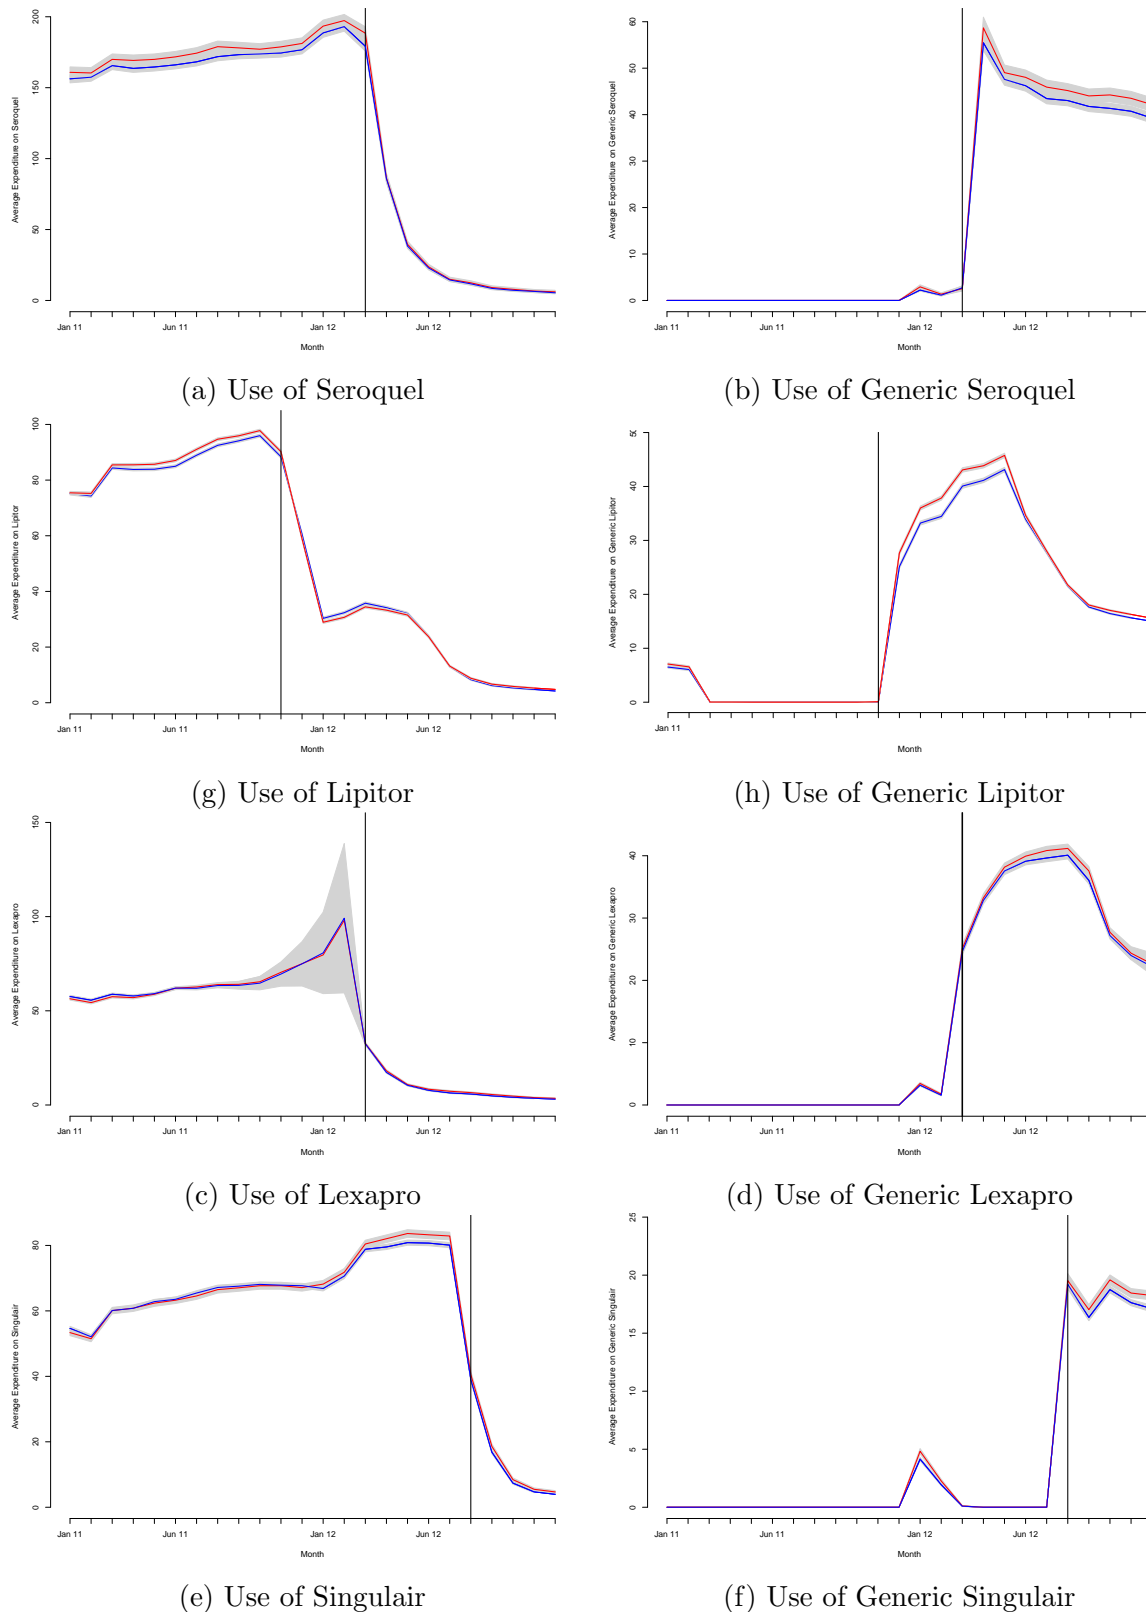 Average Expenditure on Seroquel
0
50
100
150
200
Jan 11
Jun 11
Jan 12
Jun 12
Month
(a) Use of Seroquel
Average Expenditure on Generic Seroquel
0
10
20
30
40
50
60
Jan 11
Jun 11
Jan 12
Jun 12
Month
(b) Use of Generic Seroquel
Average Expenditure on Lipitor
0
20
40
60
80
100
Jan 11
Jun 11
Jan 12
Jun 12
Month
(g) Use of Lipitor
Average Expenditure on Generic Lipitor
0
10
20
30
40
50
Jan 11
Month
(h) Use of Generic Lipitor
Average Expenditure on Lexapro
0
50
100
150
Jan 11
Jun 11
Jan 12
Jun 12
Month
(c) Use of Lexapro
Average Expenditure on Generic Lexapro
0
10
20
30
40
Jan 11
Jun 11
Jan 12
Jun 12
Month
(d) Use of Generic Lexapro
Average Expenditure on Singulair
0
20
40
60
80
Jan 11
Jun 11
Jan 12
Jun 12
Month
(e) Use of Singulair
Average Expenditure on Generic Singulair
0
5
10
15
20
25
Jan 11
Jun 11
Jan 12
Jun 12
Month
(f) Use of Generic Singulair